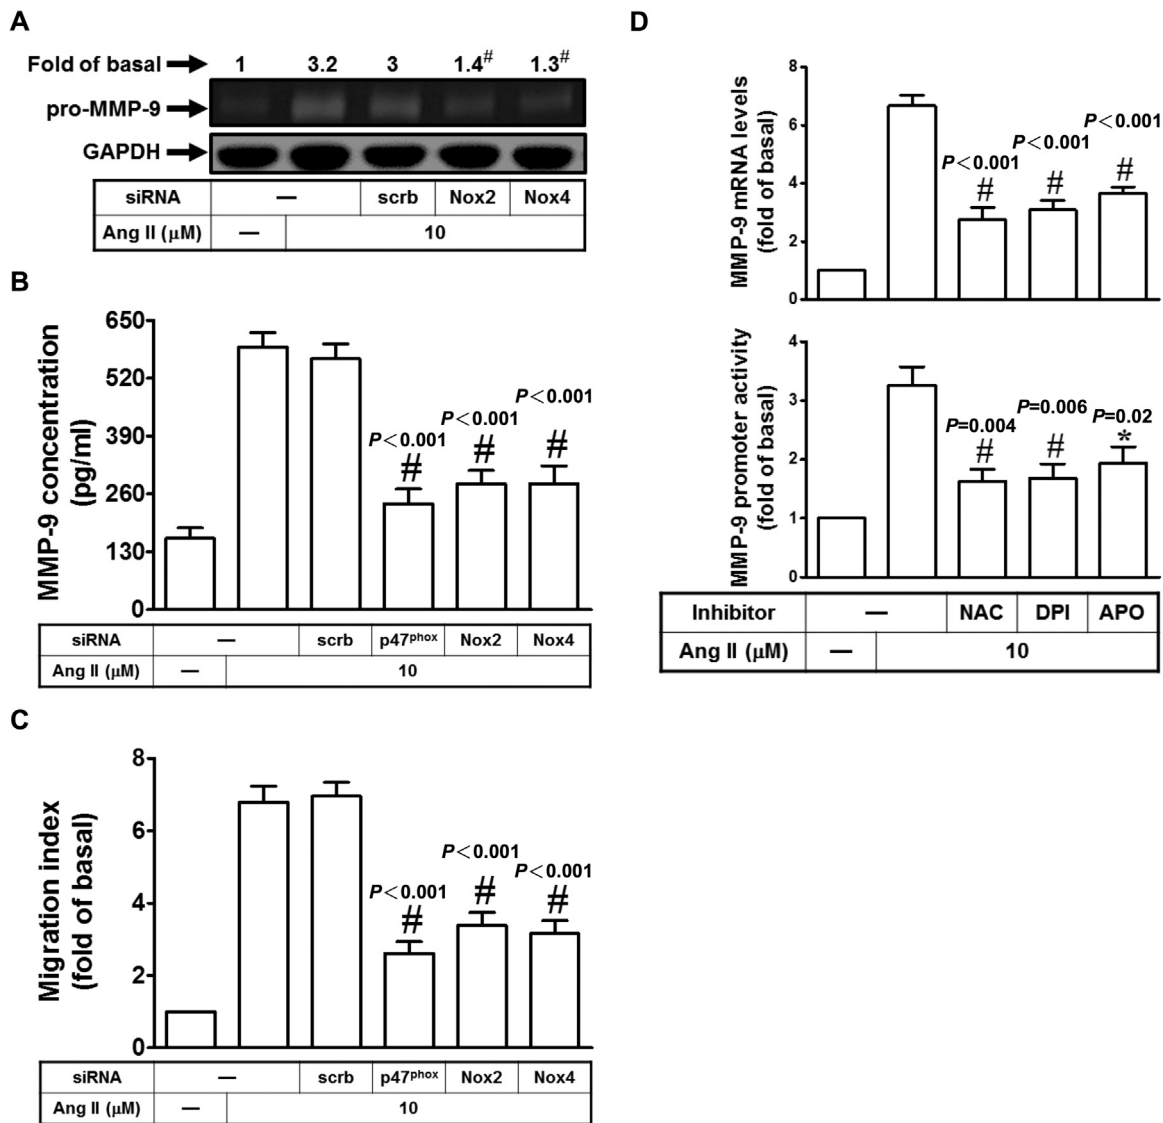 A
Fold of basal 1 3.2 3 1.4# 1.3#
pro-MMP-9
GAPDH
siRNA — scrb Nox2 Nox4
Ang II (μM) — 10
B
MMP-9 concentration
(pg/ml)
650
520
390
260
130
0
P<0.001
P<0.001
P<0.001
# # #
siRNA — scrb p47phox Nox2 Nox4
Ang II (μM) — 10
C
Migration index
(fold of basal)
8
6
4
2
0
P<0.001
P<0.001
P<0.001
# # #
siRNA — scrb p47phox Nox2 Nox4
Ang II (μM) — 10
D
MMP-9 mRNA levels
(fold of basal)
8
6
4
2
0
P<0.001
P<0.001
P<0.001
# # #
MMP-9 promoter activity
(fold of basal)
4
3
2
1
0
P=0.004
P=0.006
P=0.02
# # *
Inhibitor — NAC DPI APO
Ang II (μM) — 10